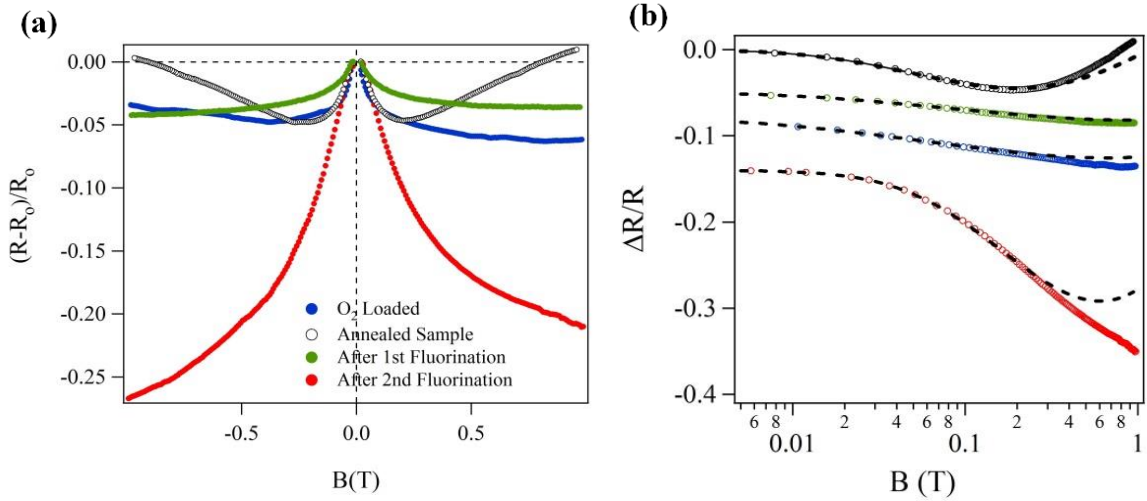 (a)
0.00
-0.05
-0.10
-0.15
-0.20
-0.25
(R-Ro)/Ro
O2 Loaded
Annealed Sample
After 1st Fluorination
After 2nd Fluorination
-0.5
0.0
0.5
B(T)
(b)
0.0
-0.1
-0.2
-0.3
-0.4
ΔR/R
6 8 0.01 2 4 6 8 0.1 2 4 6 8 1
B (T)